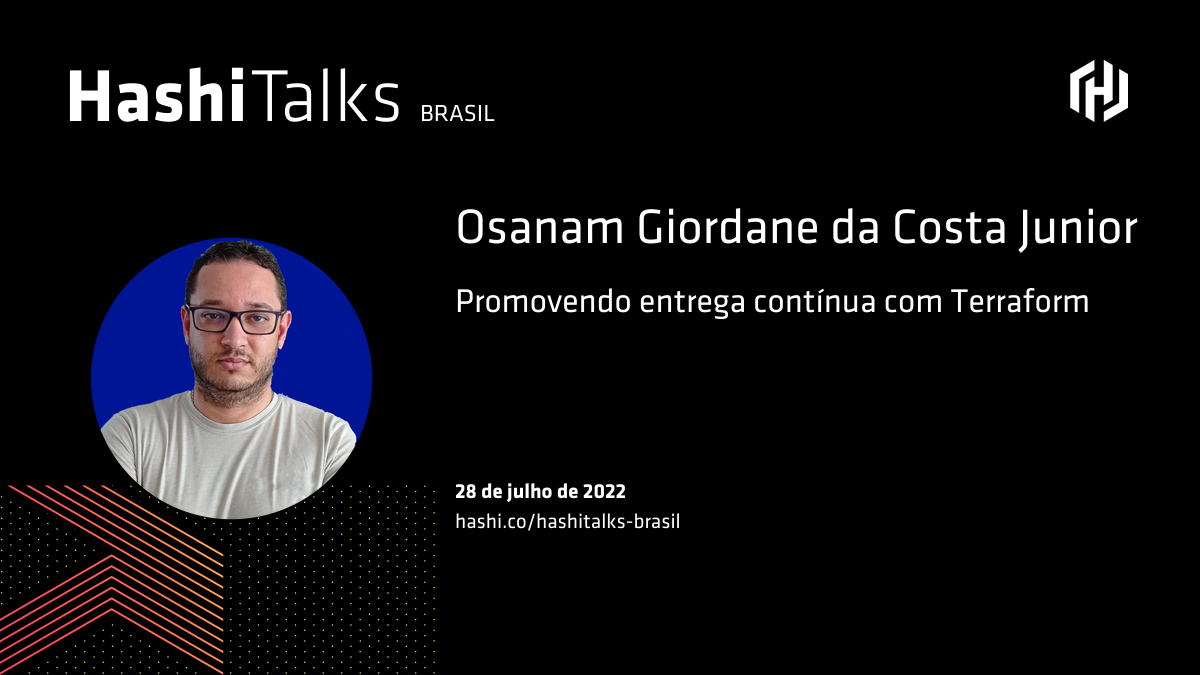 HashiTalks BRASIL
Osanam Giordane da Costa Junior
Promovendo entrega contínua com Terraform
28 de julho de 2022
hashi.co/hashitalks-brasil